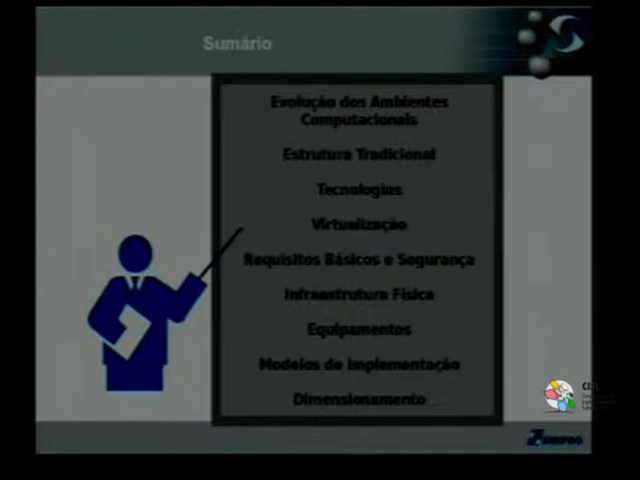 Sumário
Evolução dos Ambientes
Computacionais
Estrutura Tradicional
Tecnologias
Virtualização
Requisitos Básicos e Segurança
Infraestrutura Física
Equipamentos
Modelos de Implementação
Dimensionamento